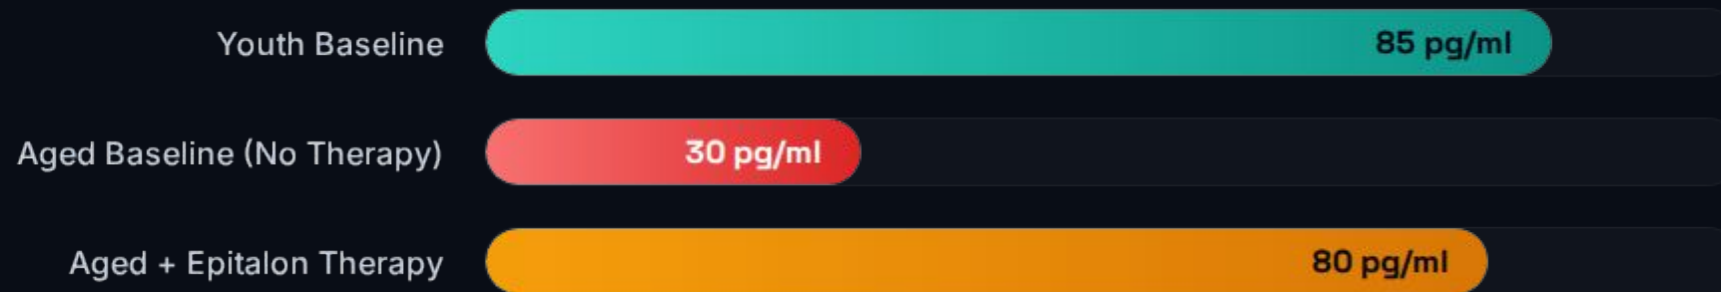 Youth Baseline 85 pg/ml
Aged Baseline (No Therapy) 30 pg/ml
Aged + Epitalon Therapy 80 pg/ml